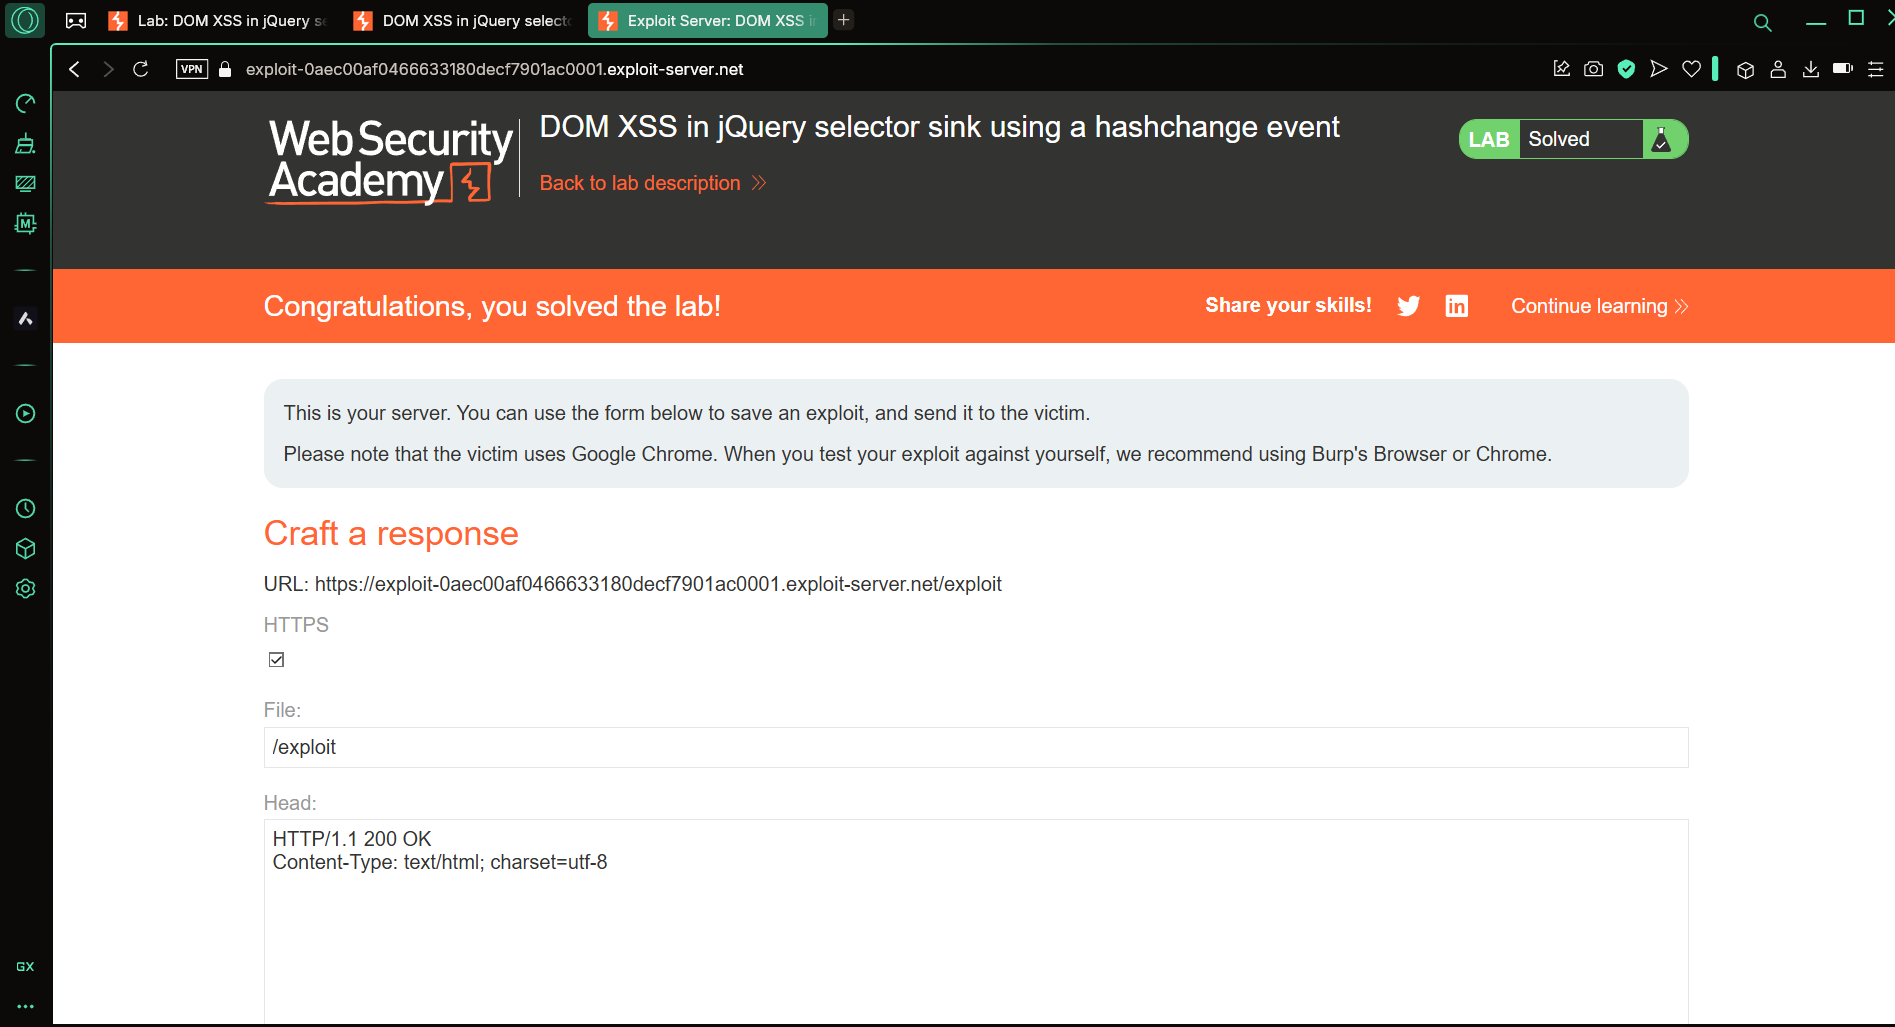 Lab: DOM XSS in jQuery se
DOM XSS in jQuery selecto
Exploit Server: DOM XSS in
VPN
exploit-0aec00af0466633180decf7901ac0001.exploit-server.net
M
WebSecurity
Academy
DOM XSS in jQuery selector sink using a hashchange event
Back to lab description
LAB Solved
Congratulations, you solved the lab!
Share your skills!
in
Continue learning
This is your server. You can use the form below to save an exploit, and send it to the victim.
Please note that the victim uses Google Chrome. When you test your exploit against yourself, we recommend using Burp's Browser or Chrome.
Craft a response
URL: https://exploit-0aec00af0466633180decf7901ac0001.exploit-server.net/exploit
HTTPS
File:
/exploit
Head:
HTTP/1.1 200 OK
Content-Type: text/html; charset=utf-8
GX